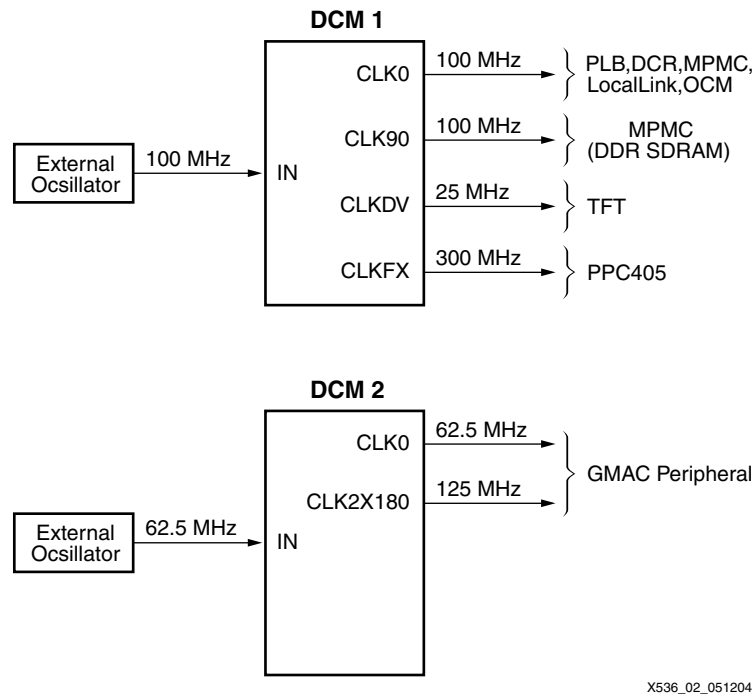 DCM 1
CLK0
100 MHz
PLB,DCR,MPMC,
LocalLink,OCM
CLK90
100 MHz
MPMC
(DDR SDRAM)
External
Ocsillator
100 MHz
IN
CLKDV
25 MHz
TFT
CLKFX
300 MHz
PPC405
DCM 2
CLK0
62.5 MHz
GMAC Peripheral
CLK2X180
125 MHz
External
Ocsillator
62.5 MHz
IN
X536_02_051204